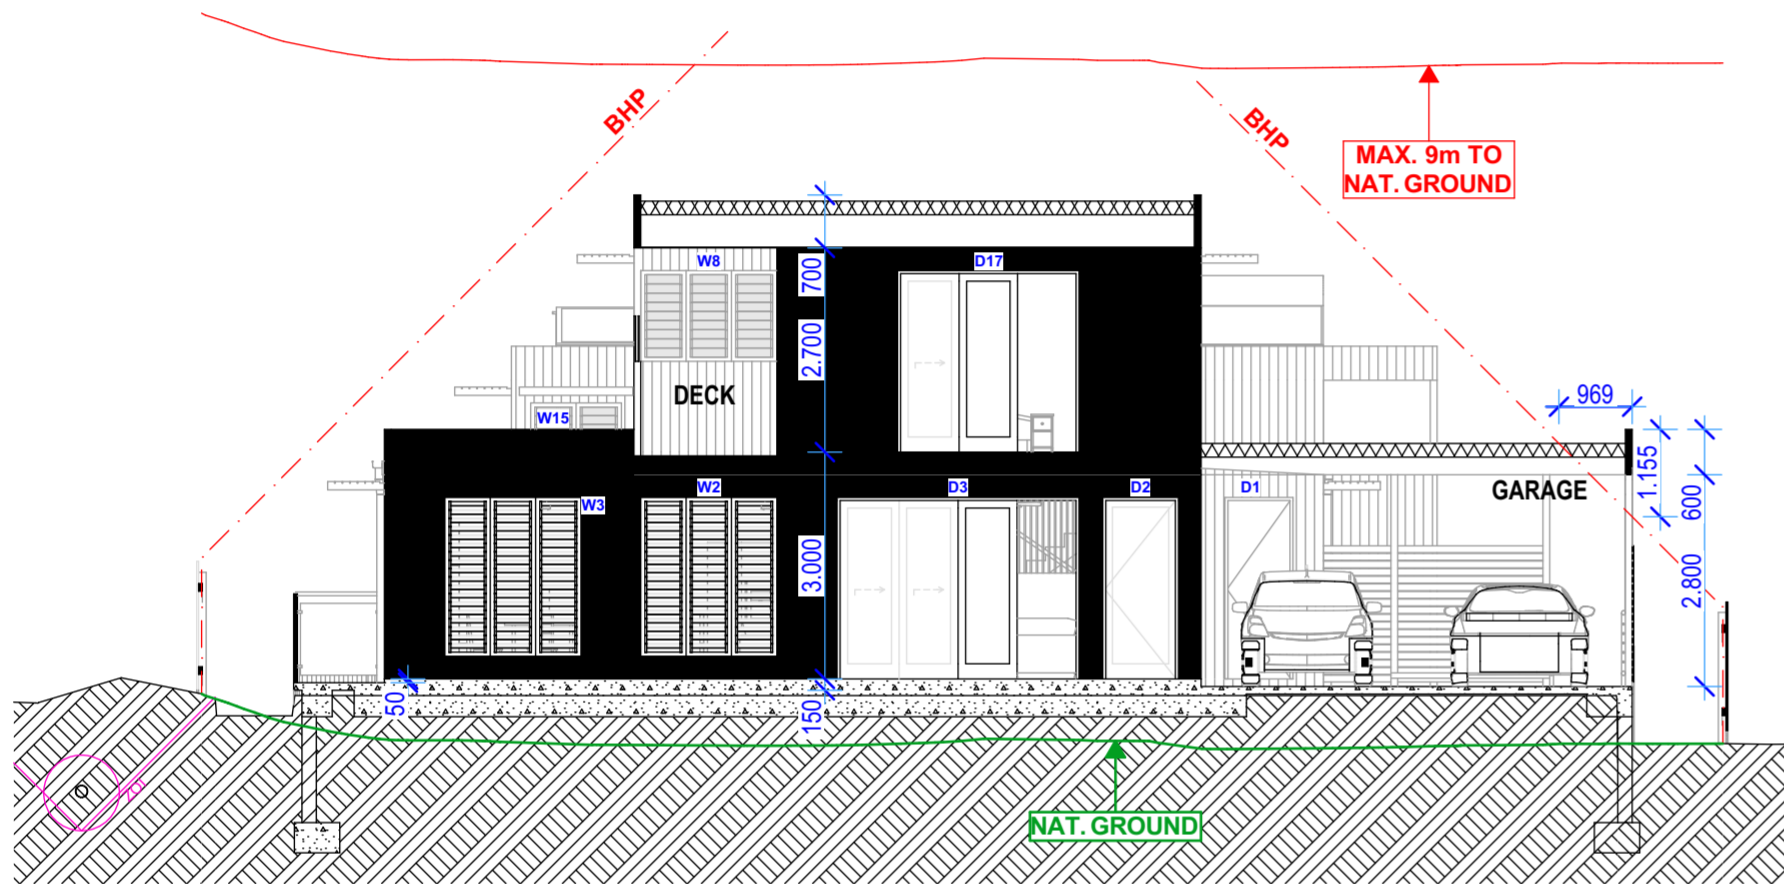 BHP
BHP
MAX. 9m TO
NAT. GROUND
W8
D17
700
2.700
DECK
969
W15
1.155
600
W3
W2
D3
D2
D1
GARAGE
3.000
2.800
50
150
ZOI
NAT. GROUND